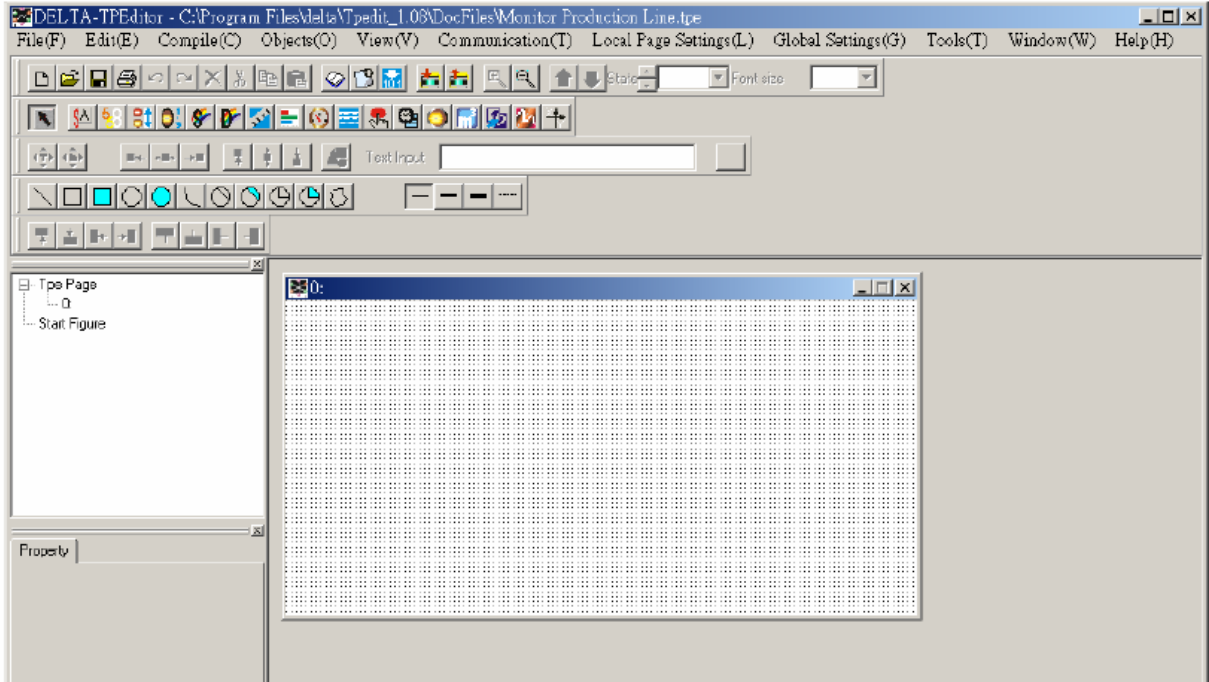 DELTA-TPEditor - C:\Program Files\delta\Tpedit_1.08\DocFiles\Monitor Production Line.tpe
File(F) Edit(E) Compile(C) Objects(O) View(V) Communication(T) Local Page Settings(L) Global Settings(G) Tools(T) Window(W) Help(H)
State Font size
Text Input
Tpe Page
0:
Start Figure
0:
Property